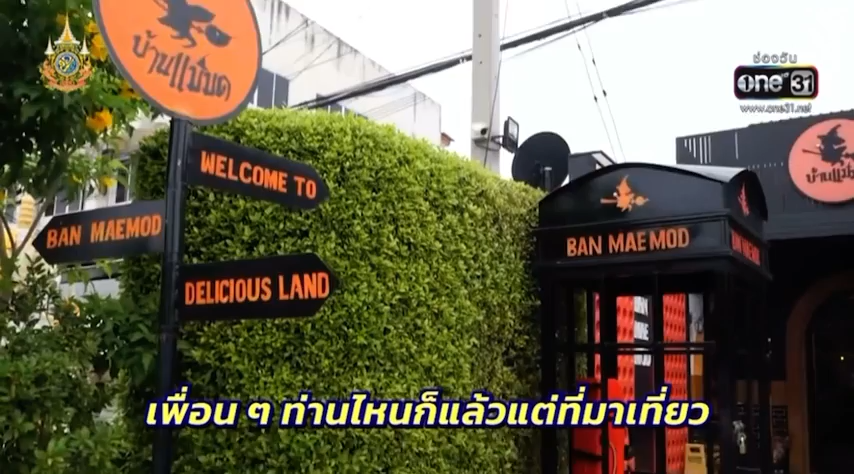 บ้านแม่มด
WELCOME TO
BAN MAEMOD
DELICIOUS LAND
BAN MAEMOD
BAN MAEMOD
บ้านแม่มด
ช่องวัน
one 31
www.one31.net
เพื่อน ๆ ท่านไหนก็แล้วแต่ที่มาเที่ยว